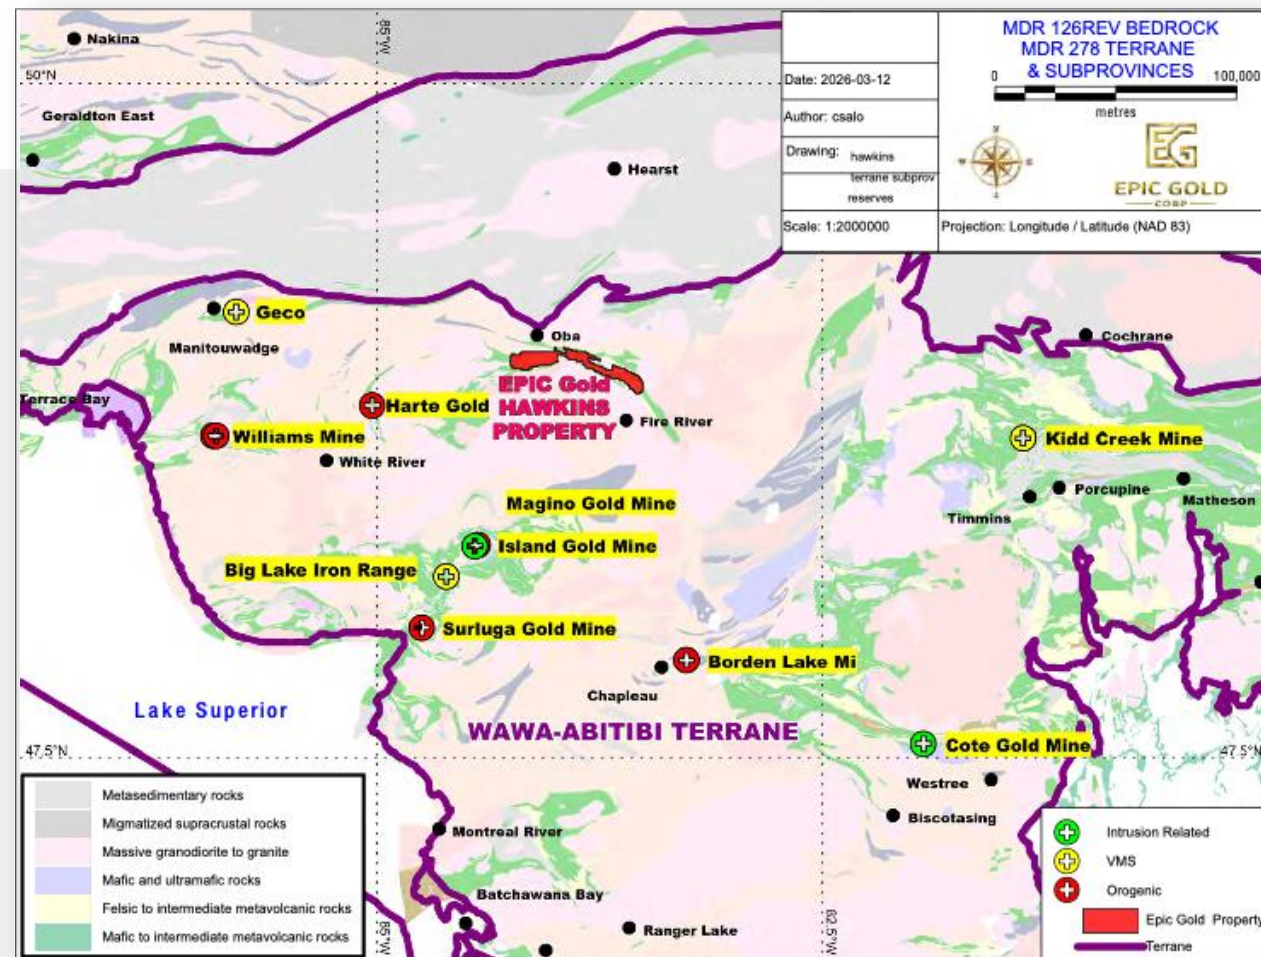 Nakina
85°W
50°N
Geraldton East
Hearst
MDR 126REV BEDROCK
MDR 278 TERRANE
& SUBPROVINCES
0
100,000
metres
Date: 2026-03-12
Author: csalo
Drawing: hawkins
terrane subprov
reserves
EG
EPIC GOLD
CORP
Scale: 1:2000000
Projection: Longitude / Latitude (NAD 83)
Geco
Manitouwadge
Oba
Cochrane
Terrace Bay
Harte Gold
EPIC Gold
HAWKINS
PROPERTY
Fire River
Williams Mine
White River
Kidd Creek Mine
Porcupine
Timmins
Matheson
Magino Gold Mine
Island Gold Mine
Big Lake Iron Range
Surluga Gold Mine
Borden Lake Mi
Chapleau
Lake Superior
WAWA-ABITIBI TERRANE
Cote Gold Mine
47.5°N
47.5°N
Westree
Biscotasing
Montreal River
Batchawana Bay
Ranger Lake
85°W
82.5°W
Metasedimentary rocks
Migmatized supracrustal rocks
Massive granodiorite to granite
Mafic and ultramafic rocks
Felsic to intermediate metavolcanic rocks
Mafic to intermediate metavolcanic rocks
Intrusion Related
VMS
Orogenic
Epic Gold Property
Terrane